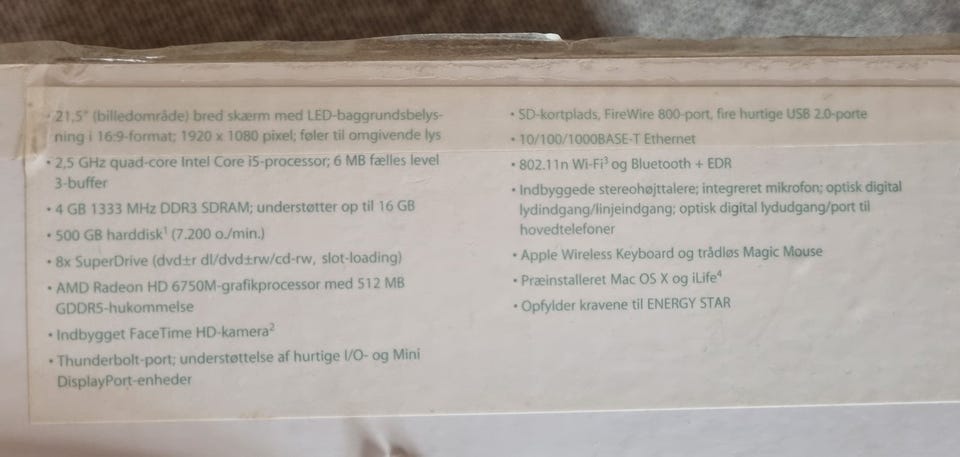 • 21,5" (billedområde) bred skærm med LED-baggrundsbelys-
ning i 16:9-format; 1920 x 1080 pixel; føler til omgivende lys
• 2,5 GHz quad-core Intel Core i5-processor; 6 MB fælles level
3-buffer
• 4 GB 1333 MHz DDR3 SDRAM; understøtter op til 16 GB
• 500 GB harddisk¹ (7.200 o./min.)
• 8x SuperDrive (dvd±r dl/dvd±rw/cd-rw, slot-loading)
• AMD Radeon HD 6750M-grafikprocessor med 512 MB
GDDR5-hukommelse
• Indbygget FaceTime HD-kamera²
• Thunderbolt-port; understøttelse af hurtige I/O- og Mini
DisplayPort-enheder
• SD-kortplads, FireWire 800-port, fire hurtige USB 2.0-porte
• 10/100/1000BASE-T Ethernet
• 802.11n Wi-Fi³ og Bluetooth + EDR
• Indbyggede stereohøjttalere; integreret mikrofon; optisk digital
lydindgang/linjeindgang; optisk digital lydudgang/port til
hovedtelefoner
• Apple Wireless Keyboard og trådløs Magic Mouse
• Præinstalleret Mac OS X og iLife⁴
• Opfylder kravene til ENERGY STAR